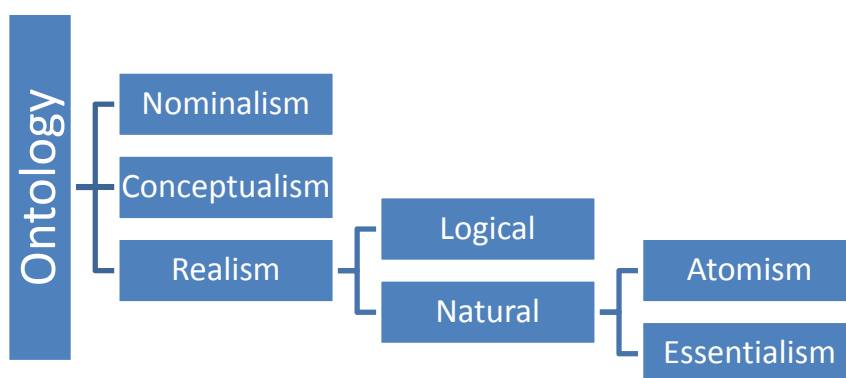 Ontology
Nominalism
Conceptualism
Realism
Logical
Natural
Atomism
Essentialism